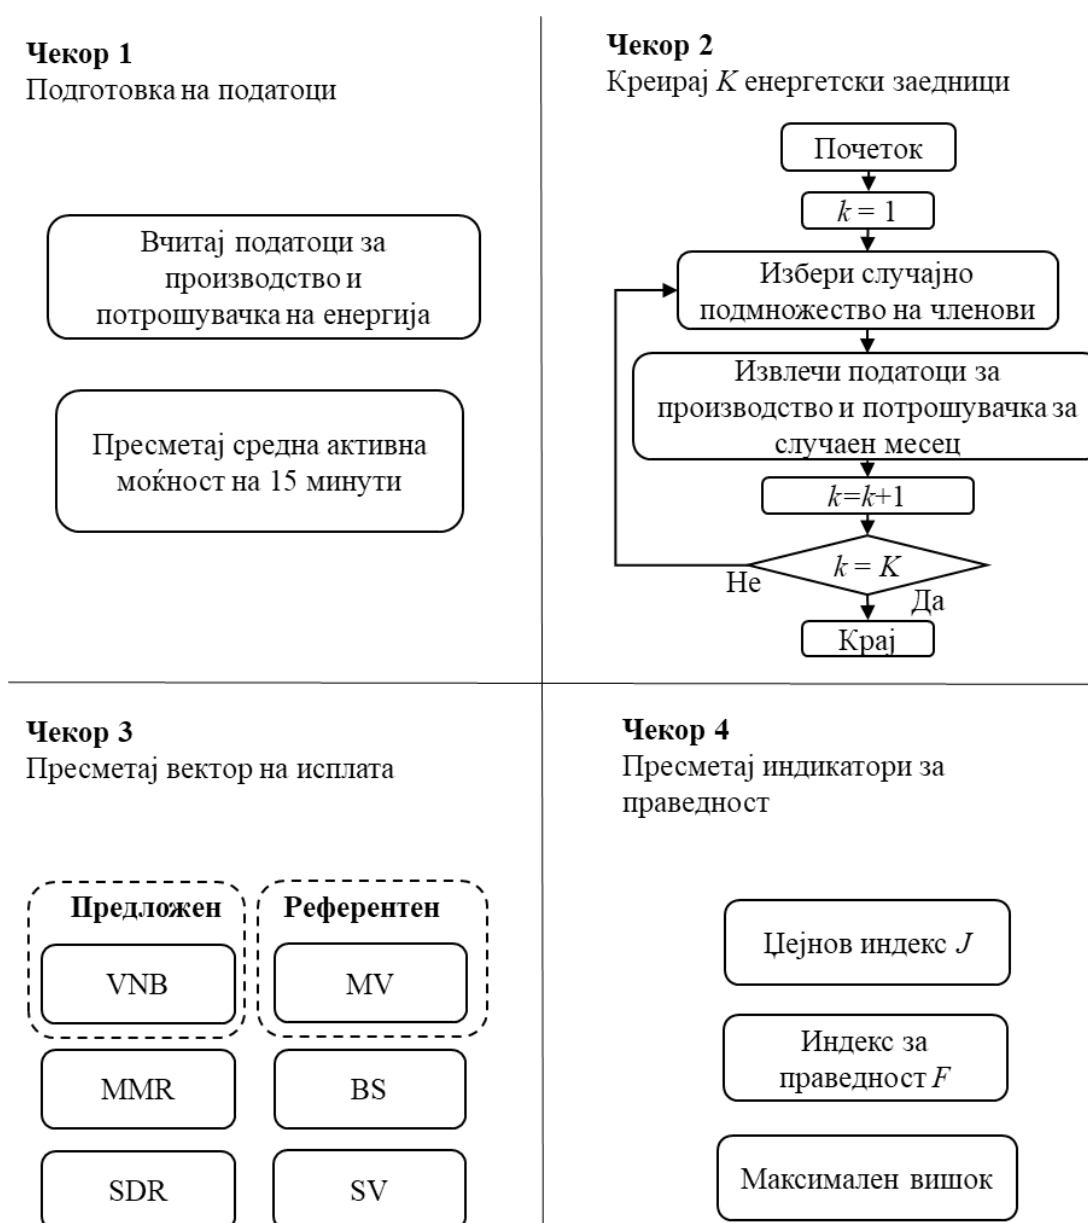 Чекор 1
Подготовка на податоци
Вчитај податоци за
производство и
потрошувачка на енергија
Пресметај средна активна
моќност на 15 минути
Чекор 2
Креирај K енергетски заедници
Почеток
k = 1
Избери случајно
подмножество на членови
Извлечи податоци за
производство и потрошувачка за
случаен месец
k=k+1
k = K
Не
Да
Крај
Чекор 3
Пресметај вектор на исплата
Предложен
Референтен
VNB
MV
MMR
BS
SDR
SV
Чекор 4
Пресметај индикатори за
праведност
Џејнов индекс J
Индекс за
праведност F
Максимален вишок